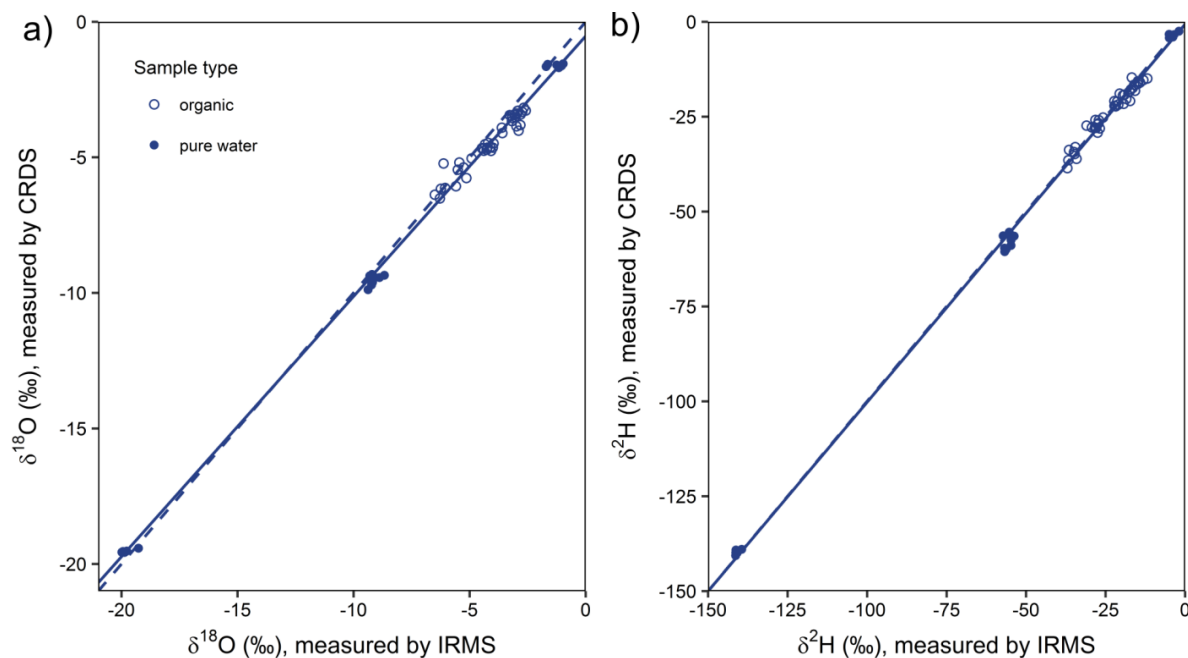 a)
Sample type
organic
pure water
0
-5
-10
-15
-20
δ¹⁸O (‰), measured by CRDS
-20
-15
-10
-5
0
δ¹⁸O (‰), measured by IRMS
b)
0
-25
-50
-75
-100
-125
-150
δ²H (‰), measured by CRDS
-150
-125
-100
-75
-50
-25
0
δ²H (‰), measured by IRMS